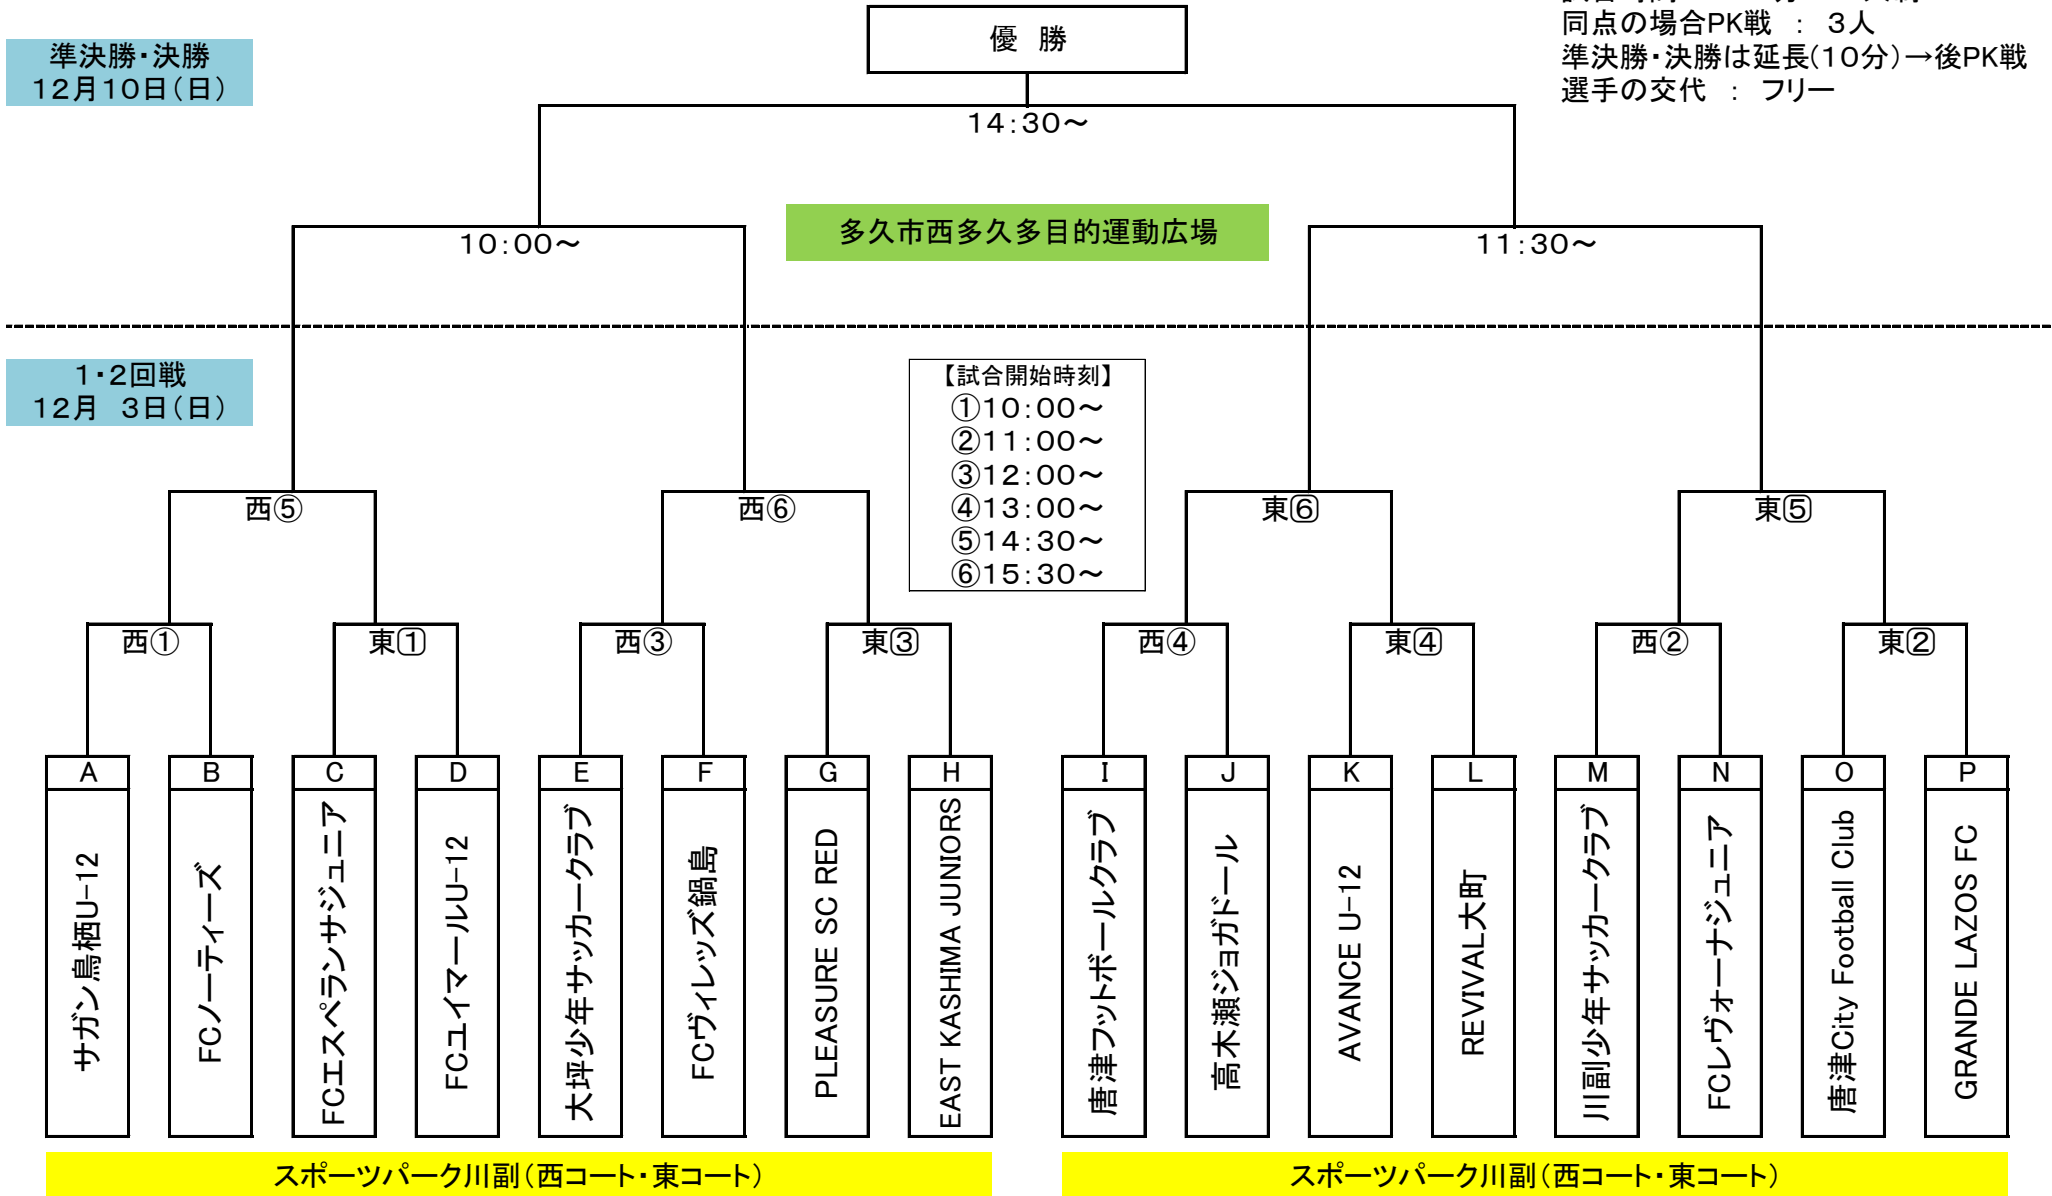 優 勝
同点の場合PK戦 : 3人
準決勝・決勝は延長(10分)→後PK戦
選手の交代 : フリー
準決勝・決勝
12月10日(日)
14:30~
多久市西多久多目的運動広場
10:00~
11:30~
1・2回戦
12月 3日(日)
【試合開始時刻】
①10:00~
②11:00~
③12:00~
④13:00~
⑤14:30~
⑥15:30~
西⑤
西⑥
東⑥
東⑤
西①
東①
西③
東③
西④
東④
西②
東②
A
B
C
D
E
F
G
H
I
J
K
L
M
N
O
P
サガン鳥栖U-12
FCノーティーズ
FCエスペランサジュニア
FCユイマールU-12
大坪少年サッカークラブ
FCヴィレッズ鍋島
PLEASURE SC RED
EAST KASHIMA JUNIORS
唐津フットボールクラブ
高木瀬ジョガドール
AVANCE U-12
REVIVAL大町
川副少年サッカークラブ
FCレヴォーナジュニア
唐津City Football Club
GRANDE LAZOS FC
スポーツパーク川副(西コート・東コート)
スポーツパーク川副(西コート・東コート)